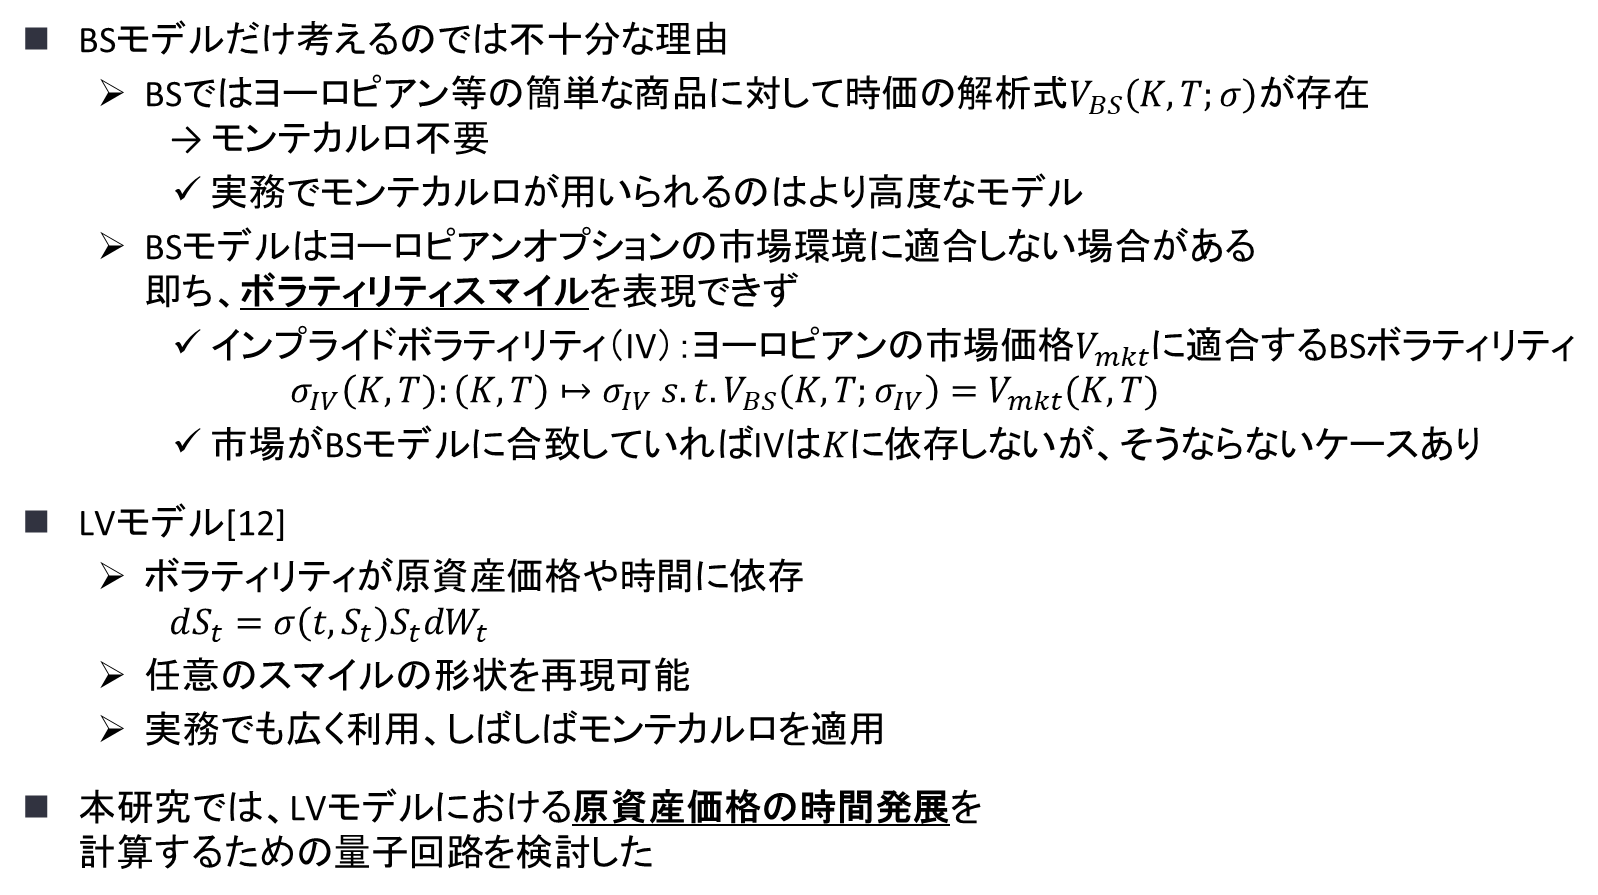 ■ BSモデルだけ考えるのでは不十分な理由
➢ BSではヨーロピアン等の簡単な商品に対して時価の解析式V_{BS}(K,T;σ)が存在
→ モンテカルロ不要
✓ 実務でモンテカルロが用いられるのはより高度なモデル
➢ BSモデルはヨーロピアンオプションの市場環境に適合しない場合がある
即ち、ボラティリティスマイルを表現できず
✓ インプライドボラティリティ(IV):ヨーロピアンの市場価格V_{mkt}に適合するBSボラティリティ
σ_{IV}(K,T):(K,T) ↦ σ_{IV} s.t.V_{BS}(K,T;σ_{IV}) = V_{mkt}(K,T)
✓ 市場がBSモデルに合致していればIVはKに依存しないが、そうならないケースあり
■ LVモデル[12]
➢ ボラティリティが原資産価格や時間に依存
dS_t = σ(t,S_t)S_tdW_t
➢ 任意のスマイルの形状を再現可能
➢ 実務でも広く利用、しばしばモンテカルロを適用
■ 本研究では、LVモデルにおける原資産価格の時間発展を
計算するための量子回路を検討した